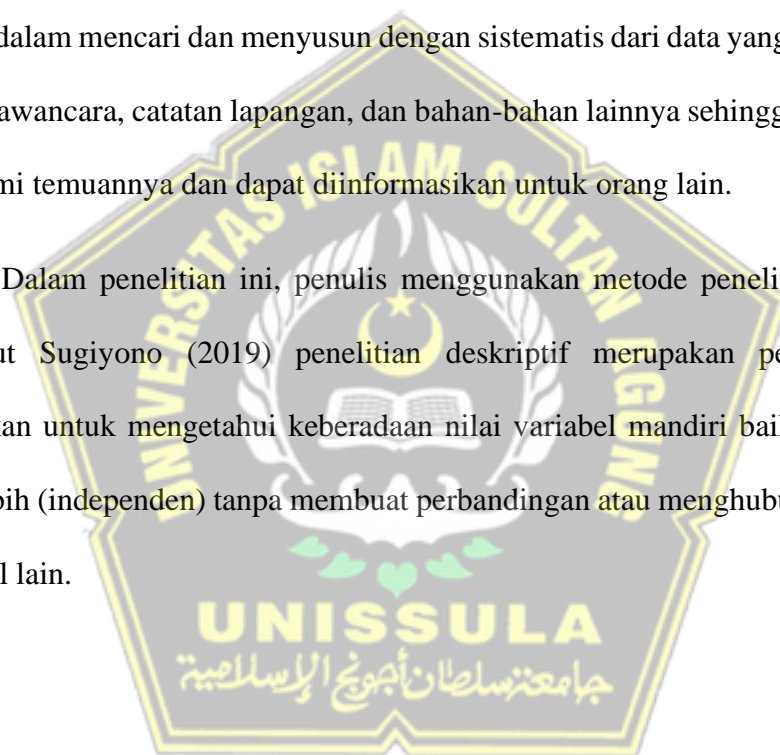 dalam mencari dan menyusun dengan sistematis dari data yang
awancara, catatan lapangan, dan bahan-bahan lainnya sehingg
mi temuannya dan dapat diinformasikan untuk orang lain.
Dalam penelitian ini, penulis menggunakan metode peneli
ut Sugiyono (2019) penelitian deskriptif merupakan pe
kan untuk mengetahui keberadaan nilai variabel mandiri baik
bih (independen) tanpa membuat perbandingan atau menghubu
l lain.
UNIVERSITAS ISLAM SULTAN AGUNG
UNISSULA
جامعة سلطان أجونج الإسلامية